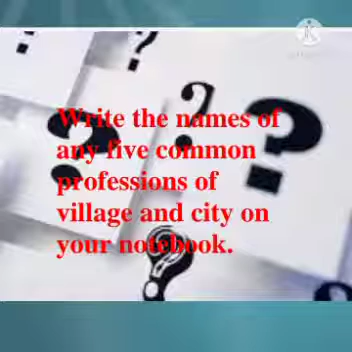 Write the names of
any five common
professions of
village and city on
your notebook.